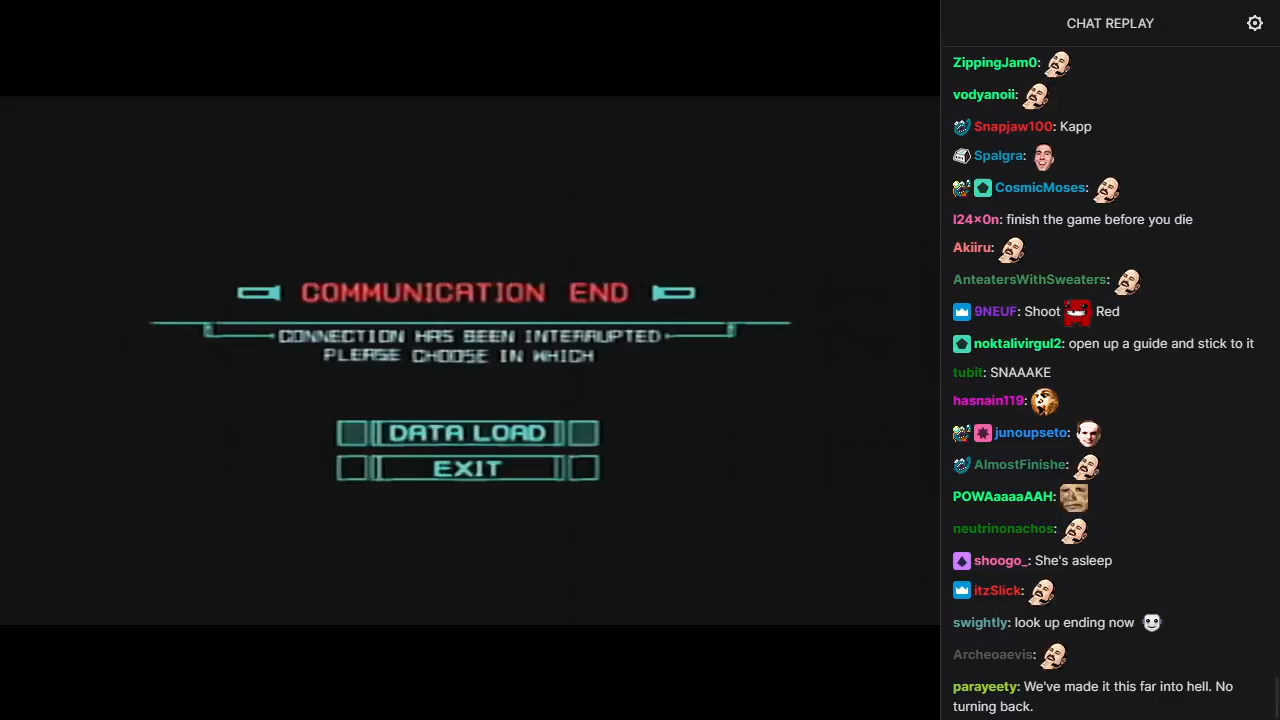 COMMUNICATION END
CONNECTION HAS BEEN INTERRUPTED
PLEASE CHOOSE IN WHICH
DATA LOAD
EXIT
CHAT REPLAY
ZippingJam0:
vodyanoii:
Snapjaw100: Kapp
Spalgra:
CosmicMoses:
l24x0n: finish the game before you die
Akiiru:
AnteatersWithSweaters:
9NEUF: Shoot Red
noktalivirgul2: open up a guide and stick to it
tubit: SNAAAKE
hasnain119:
junoupseto:
AlmostFinishe:
POWAaaaaAAH:
neutrinonachos:
shoogo_: She's asleep
itzSlick:
swightly: look up ending now
Archeoaevis:
parayeety: We've made it this far into hell. No
turning back.